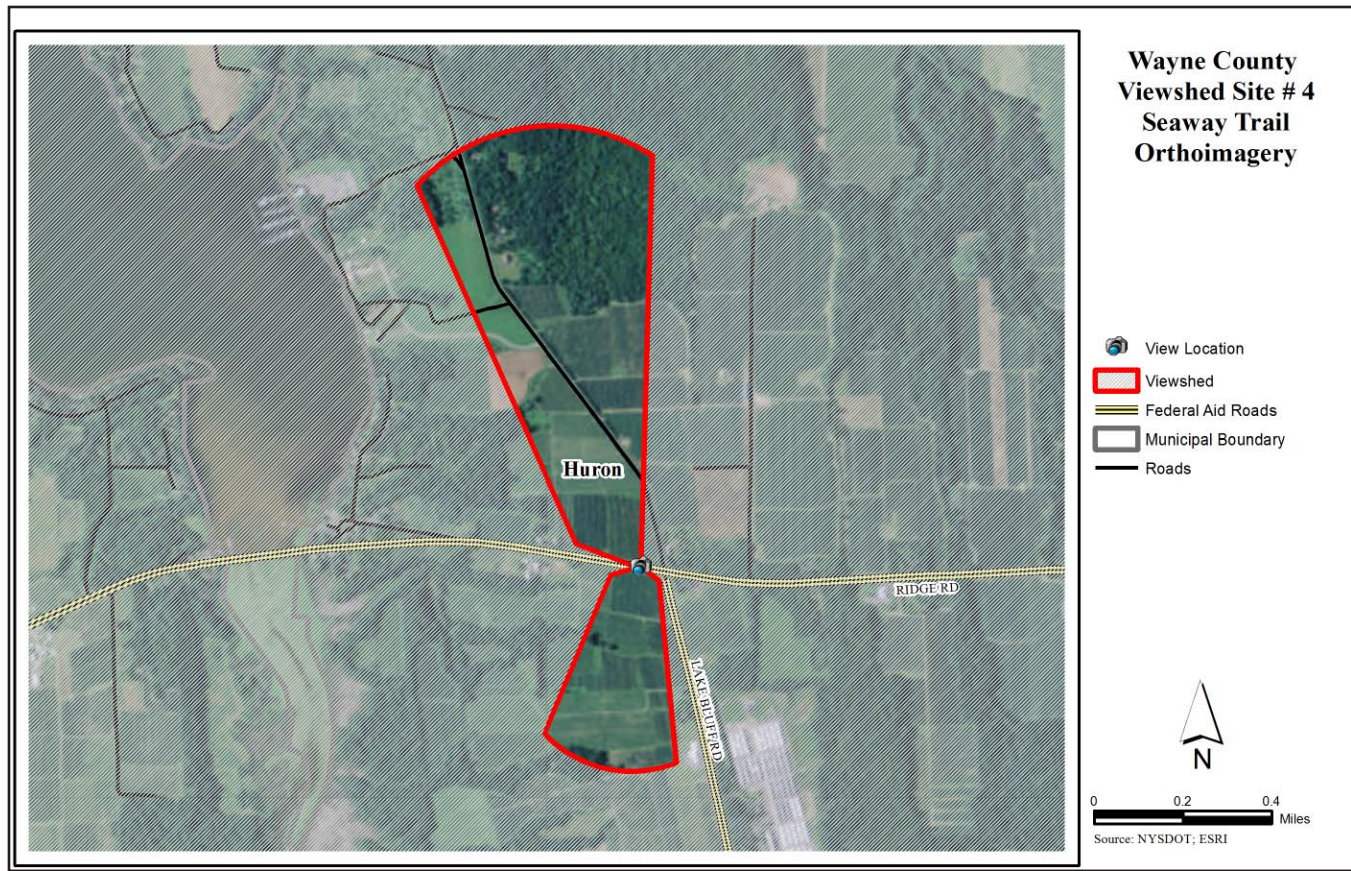 Wayne County
Viewshed Site # 4
Seaway Trail
Orthoimagery
Huron
RIDGE RD
LAKE BLUFF RD
View Location
Viewshed
Federal Aid Roads
Municipal Boundary
Roads
N
0 0.2 0.4
Miles
Source: NYSDOT; ESRI